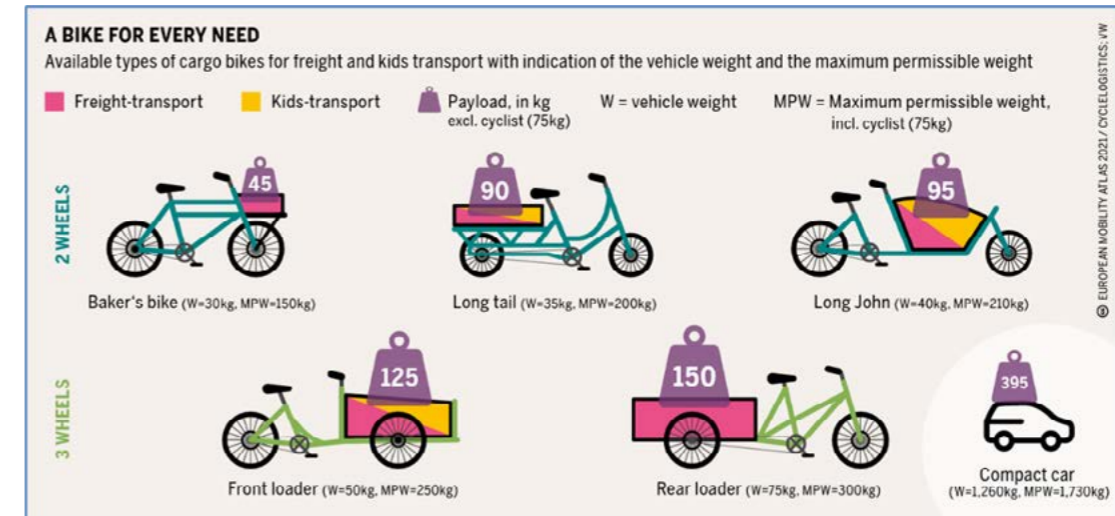 A BIKE FOR EVERY NEED
Available types of cargo bikes for freight and kids transport with indication of the vehicle weight and the maximum permissible weight
Freight-transport
Kids-transport
Payload, in kg
excl. cyclist (75kg)
W = vehicle weight
MPW = Maximum permissible weight,
incl. cyclist (75kg)
2 WHEELS
45
90
95
Baker's bike (W=30kg, MPW=150kg)
Long tail (W=35kg, MPW=200kg)
Long John (W=40kg, MPW=210kg)
3 WHEELS
125
150
395
Front loader (W=50kg, MPW=250kg)
Rear loader (W=75kg, MPW=300kg)
Compact car
(W=1,260kg, MPW=1,730kg)
EUROPEAN MOBILITY ATLAS 2021/ CYCLELOGISTICS; VW